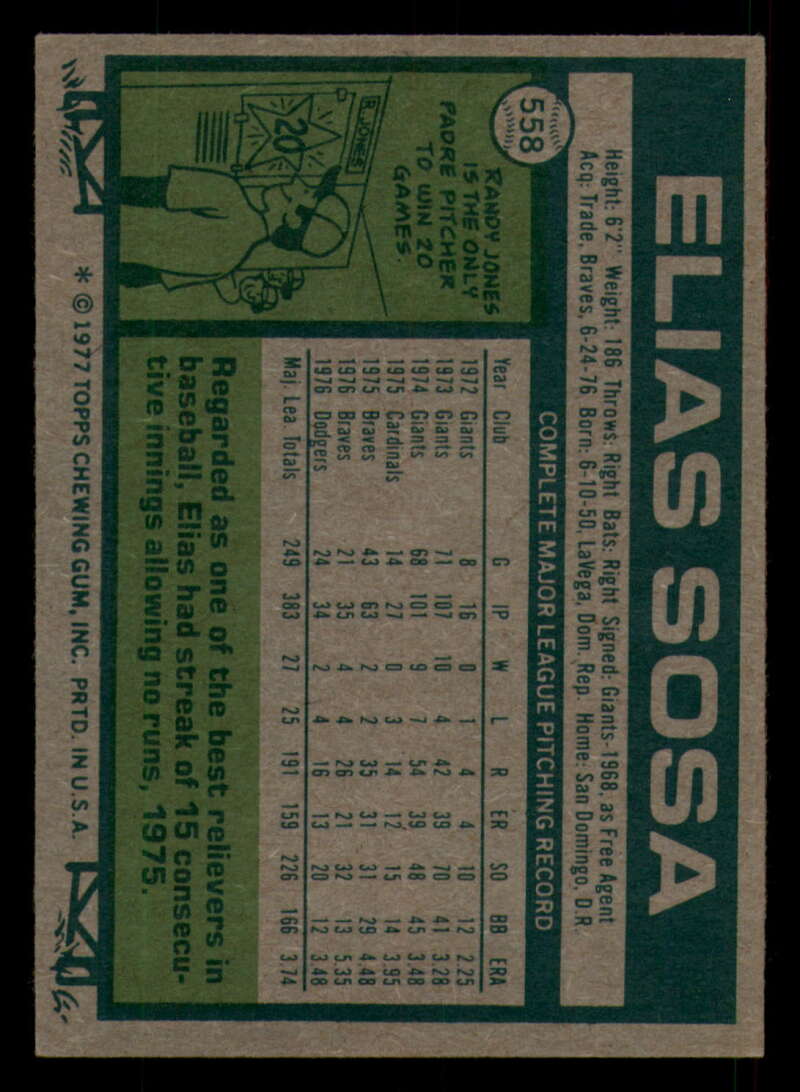 558
ELIAS SOSA
Height: 6'2" Weight: 186 Throws: Right Bats: Right Signed: Giants-1968, as Free Agent
Acq: Trade, Braves, 6-24-76 Born: 6-10-50, LaVega, Dom. Rep Home: San Domingo, D.R.
RANDY JONES
IS THE ONLY
PADRE PITCHER
TO WIN 20
GAMES.
R. JONES
20
COMPLETE MAJOR LEAGUE PITCHING RECORD
Year Club G IP W L R ER SO BB ERA
1972 Giants 8 16 0 1 4 4 10 12 2.25
1973 Giants 71 107 10 4 42 39 70 41 3.28
1974 Giants 68 101 9 7 54 39 48 45 3.48
1975 Cardinals 14 27 0 3 14 12 15 14 3.95
1975 Braves 43 63 2 2 35 31 31 29 4.48
1976 Braves 21 35 4 4 26 21 32 13 5.35
1976 Dodgers 24 34 2 4 16 13 20 12 3.48
Maj. Lea Totals 249 383 27 25 191 159 226 166 3.74
Regarded as one of the best relievers in
baseball, Elias had streak of 15 consecu-
tive innings allowing no runs, 1975.
* © 1977 TOPPS CHEWING GUM, INC. PRTD. IN U.S.A.